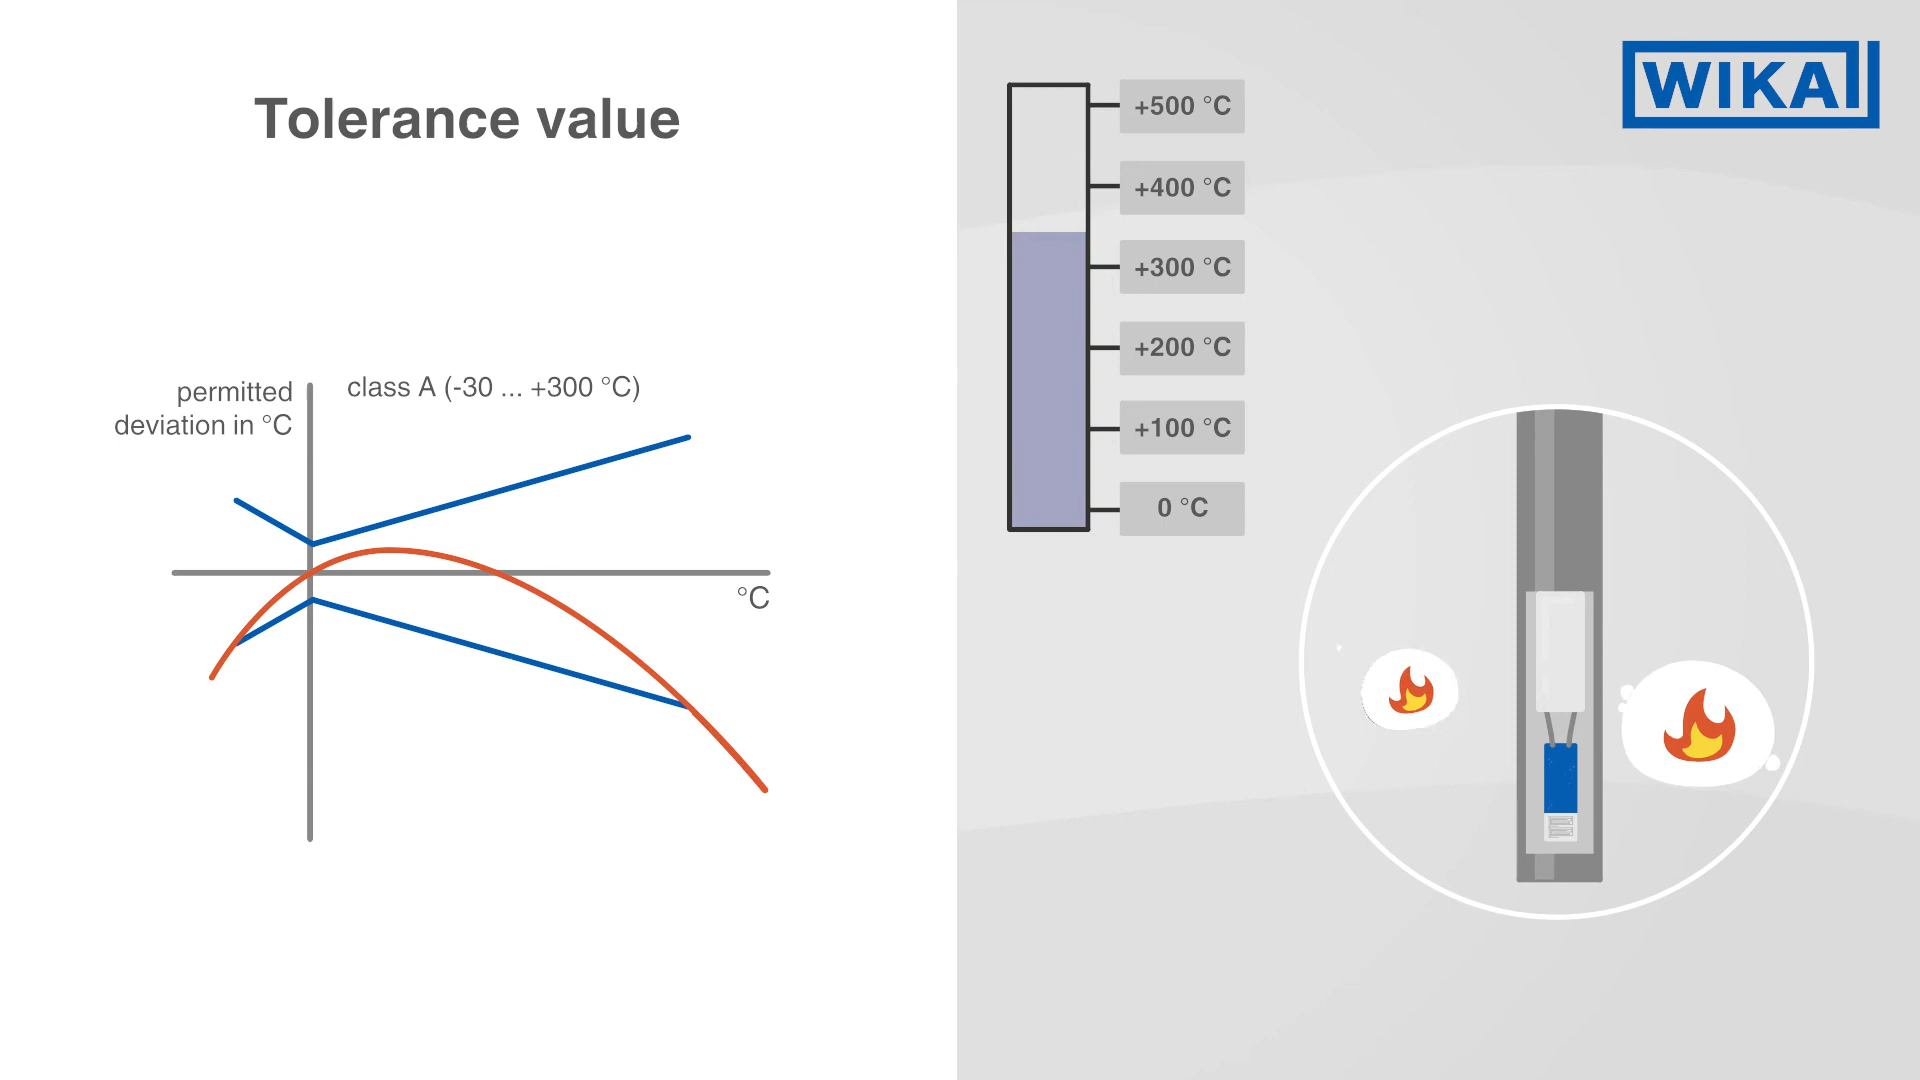 Tolerance value
permitted
deviation in °C
class A (-30 ... +300 °C)
°C
+500 °C
+400 °C
+300 °C
+200 °C
+100 °C
0 °C
WIKA